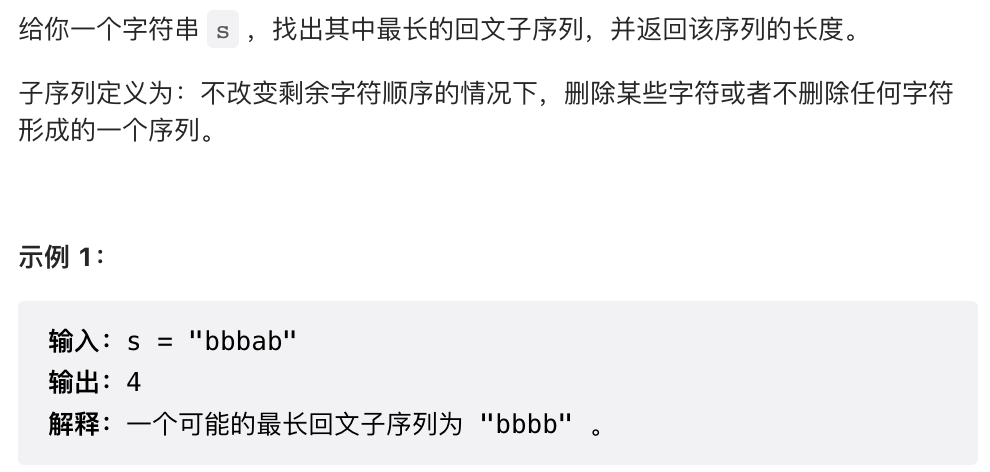 给你一个字符串 s ，找出其中最长的回文子序列，并返回该序列的长度。
子序列定义为：不改变剩余字符顺序的情况下，删除某些字符或者不删除任何字符
形成的一个序列。
示例 1：
输入：s = "bbbab"
输出：4
解释：一个可能的最长回文子序列为 "bbbb" 。